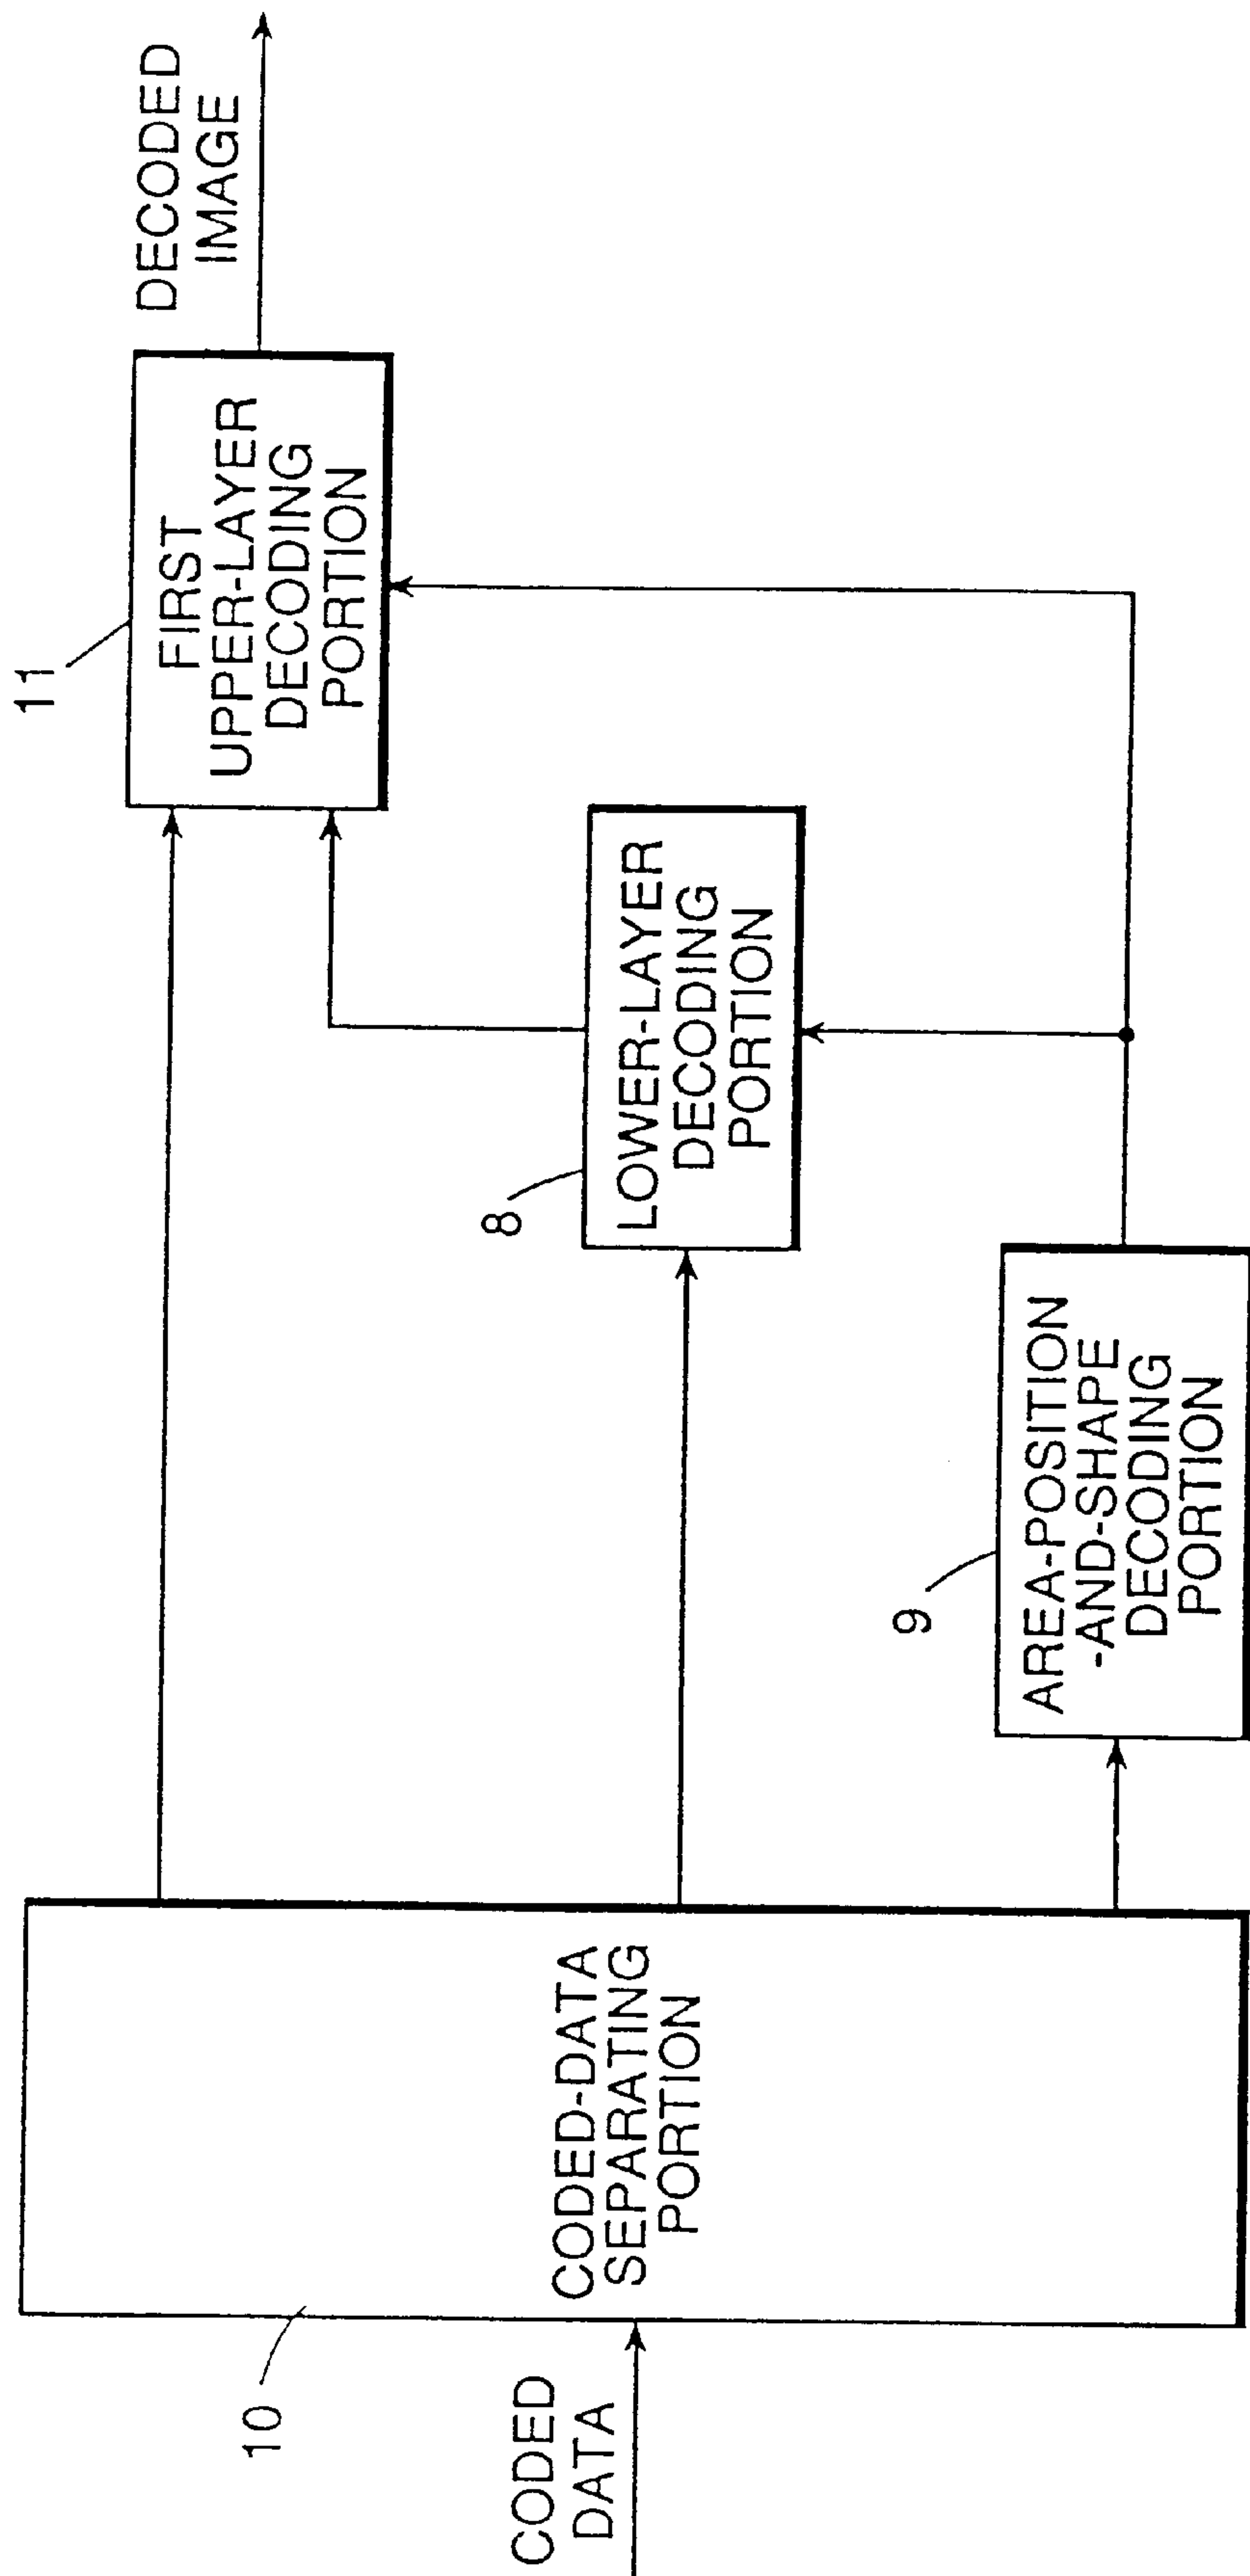 CODED
DATA
10
CODED-DATA
SEPARATING
PORTION
9
AREA-POSITION
-AND-SHAPE
DECODING
PORTION
8
LOWER-LAYER
DECODING
PORTION
11
FIRST
UPPER-LAYER
DECODING
PORTION
DECODED
IMAGE